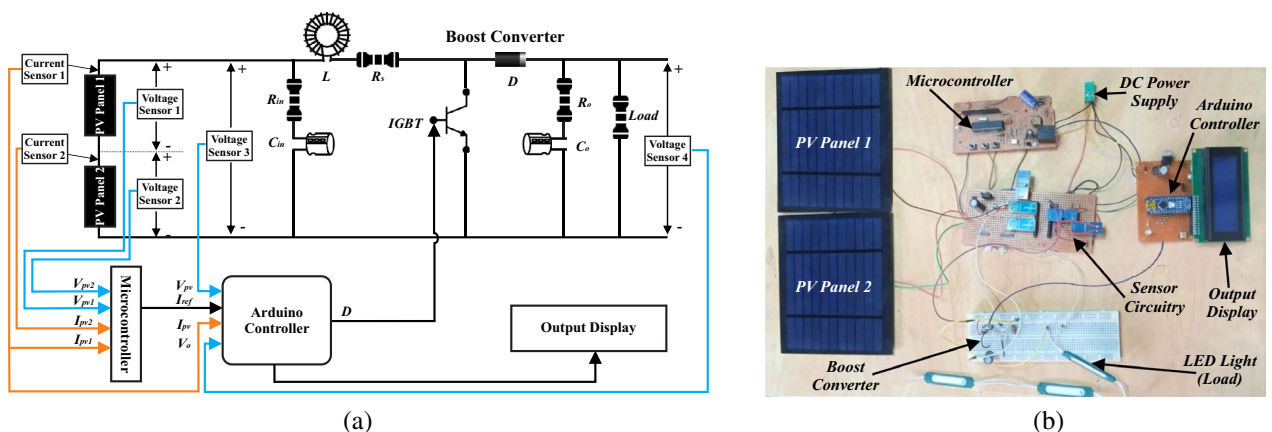 Boost Converter
Current
Sensor 1
PV Panel 1
+
Voltage
Sensor 1
-
Current
Sensor 2
PV Panel 2
+
Voltage
Sensor 2
-
+
Voltage
Sensor 3
-
Rin
Cin
L
Rs
IGBT
D
Ro
Co
Load
+
Voltage
Sensor 4
-
Vpv2
Vpv1
Ipv2
Ipv1
Microcontroller
Vpv
Iref
Ipv
Vo
Arduino
Controller
D
Output Display
(a)
PV Panel 1
PV Panel 2
Microcontroller
DC Power
Supply
Arduino
Controller
Sensor
Circuitry
Output
Display
Boost
Converter
LED Light
(Load)
(b)